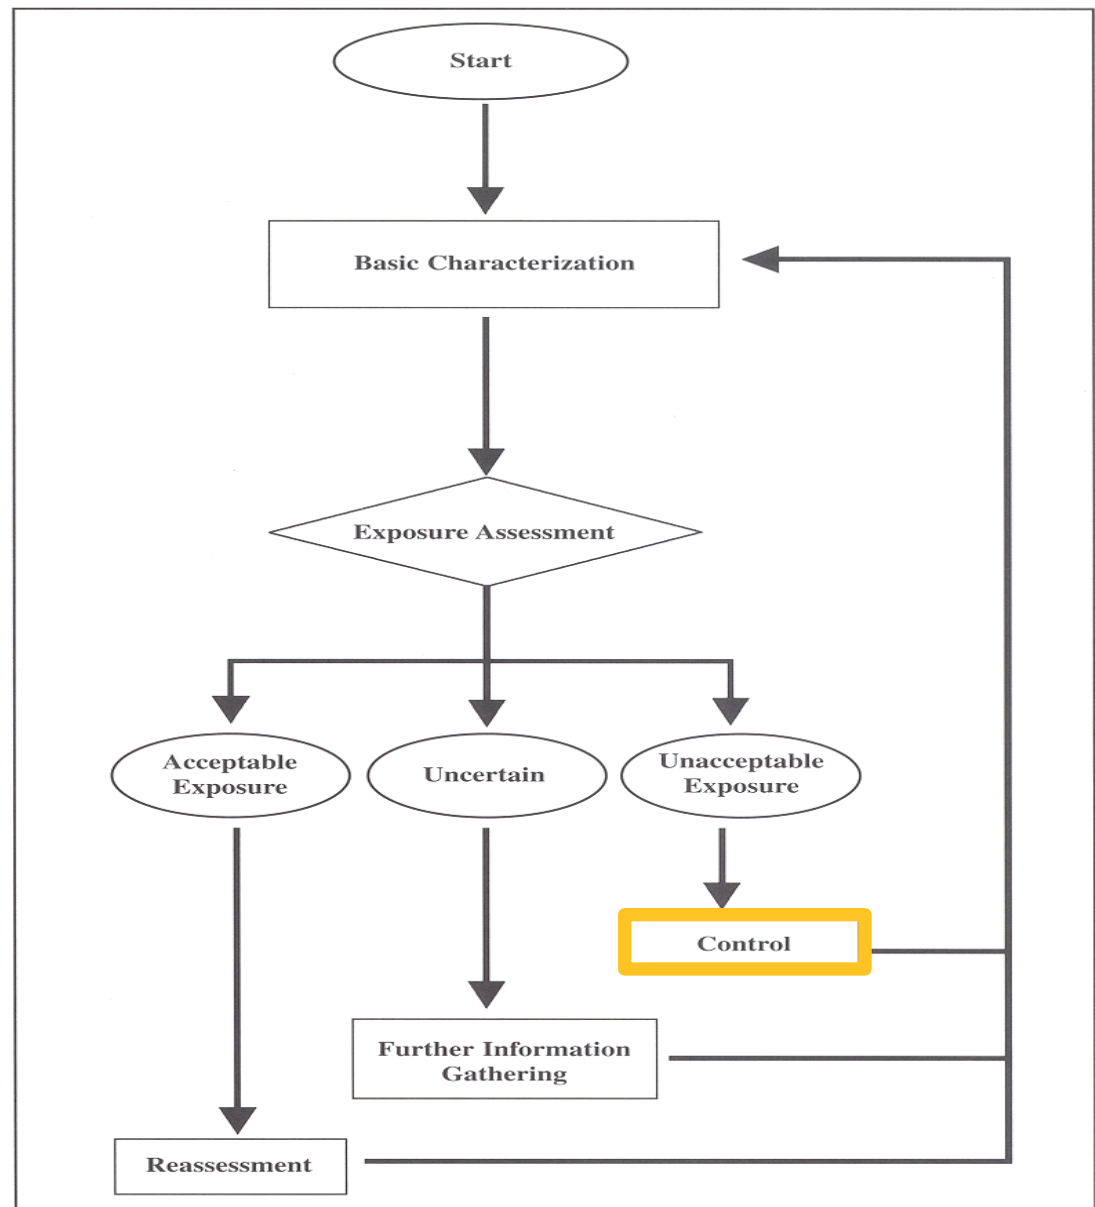 Start
Basic Characterization
Exposure Assessment
Acceptable
Exposure
Uncertain
Unacceptable
Exposure
Control
Further Information
Gathering
Reassessment